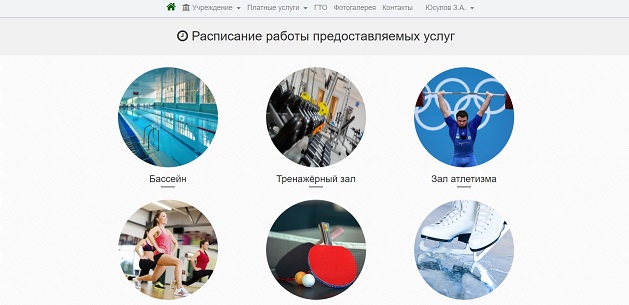 Учреждение Платные услуги ГТО Фотогалерея Контакты Юсупов З.А.
Расписание работы предоставляемых услуг
Бассейн Тренажёрный зал Зал атлетизма